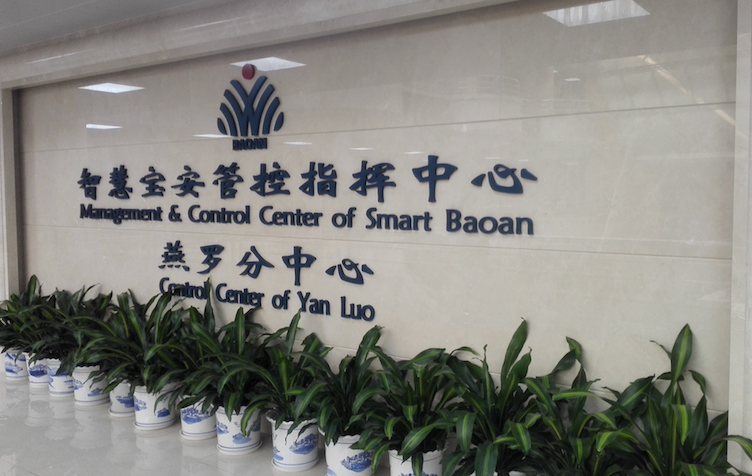 BAOAN
智慧宝安管控指挥中心
Management & Control Center of Smart Baoan
燕罗分中心
Control Center of Yan Luo